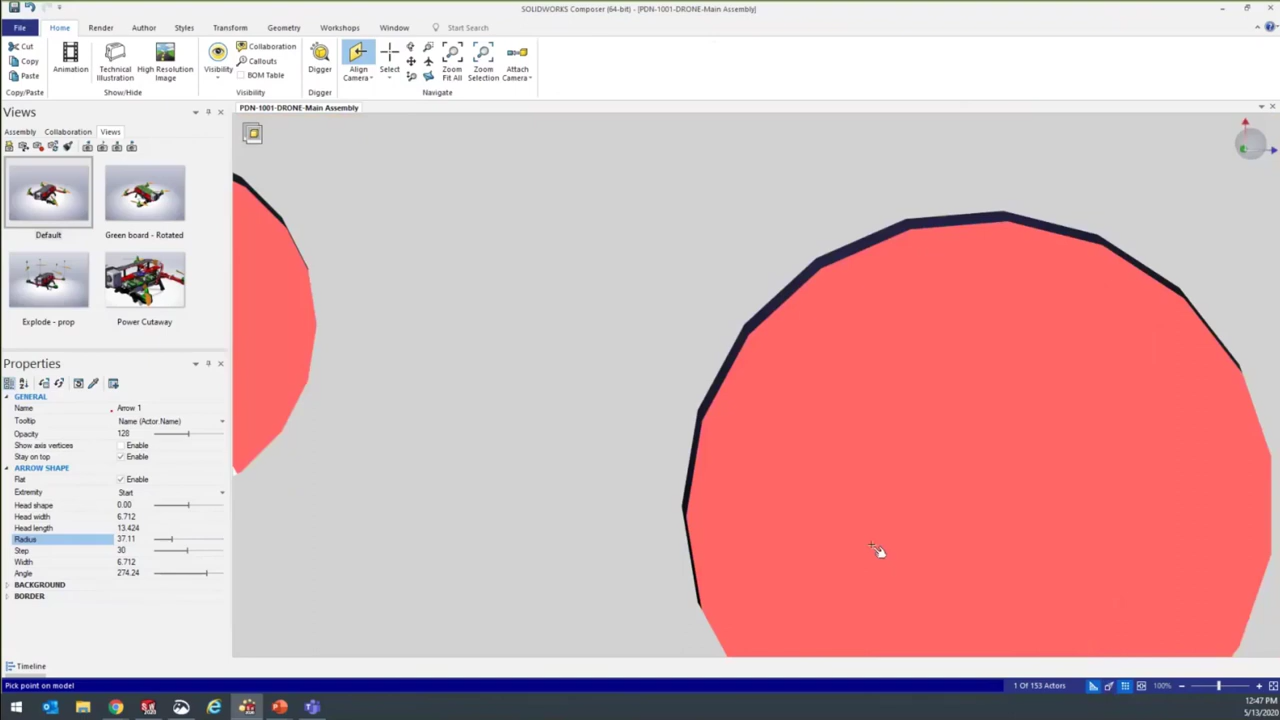 SOLIDWORKS Composer (64-bit) - [PDN-1001-DRONE-Main Assembly]
File Home Render Author Styles Transform Geometry Workshops Window Start Search
Cut
Copy
Paste
Copy/Paste
Animation
Technical Illustration
High Resolution Image
Show/Hide
Visibility
Collaboration
Callouts
BOM Table
Visibility
Digger
Digger
Align Camera
Select
Zoom Fit All
Zoom Selection
Attach Camera
Navigate
Views
PDN-1001-DRONE-Main Assembly
Assembly Collaboration Views
Default
Green board - Rotated
Explode - prop
Power Cutaway
Properties
GENERAL
Name Arrow 1
Tooltip Name (Actor.Name)
Opacity 128
Show axis vertices Enable
Stay on top Enable
ARROW SHAPE
Flat Enable
Extremity Start
Head shape 0.00
Head width 6.712
Head length 13.424
Radius 37.11
Step 30
Width 6.712
Angle 274.24
BACKGROUND
BORDER
Timeline
Pick point on model
1 Of 153 Actors
100%
12:47 PM
5/13/2020